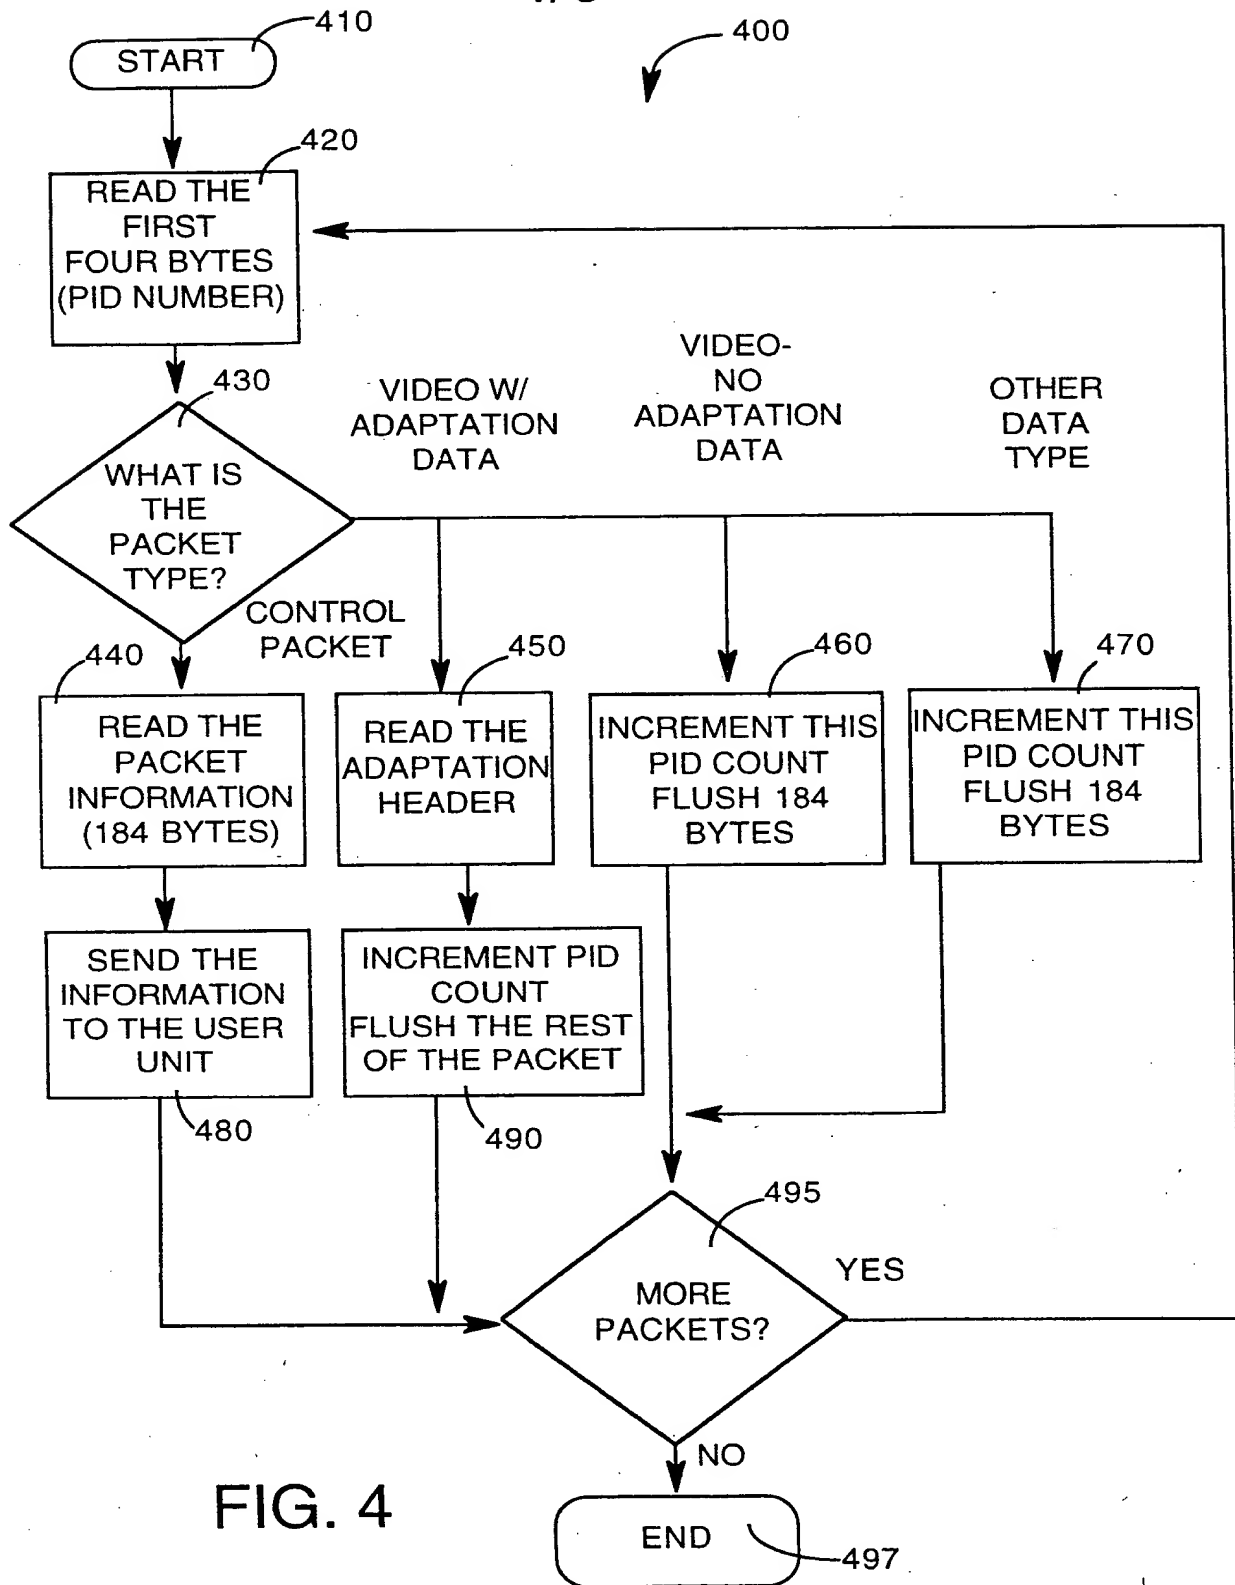 410
START
400
420
READ THE
FIRST
FOUR BYTES
(PID NUMBER)
430
WHAT IS
THE
PACKET
TYPE?
VIDEO W/
ADAPTATION
DATA
VIDEO-
NO
ADAPTATION
DATA
OTHER
DATA
TYPE
CONTROL
PACKET
440
READ THE
PACKET
INFORMATION
(184 BYTES)
450
READ THE
ADAPTATION
HEADER
460
INCREMENT THIS
PID COUNT
FLUSH 184
BYTES
470
INCREMENT THIS
PID COUNT
FLUSH 184
BYTES
SEND THE
INFORMATION
TO THE USER
UNIT
480
INCREMENT PID
COUNT
FLUSH THE REST
OF THE PACKET
490
495
MORE
PACKETS?
YES
NO
END
497
FIG. 4